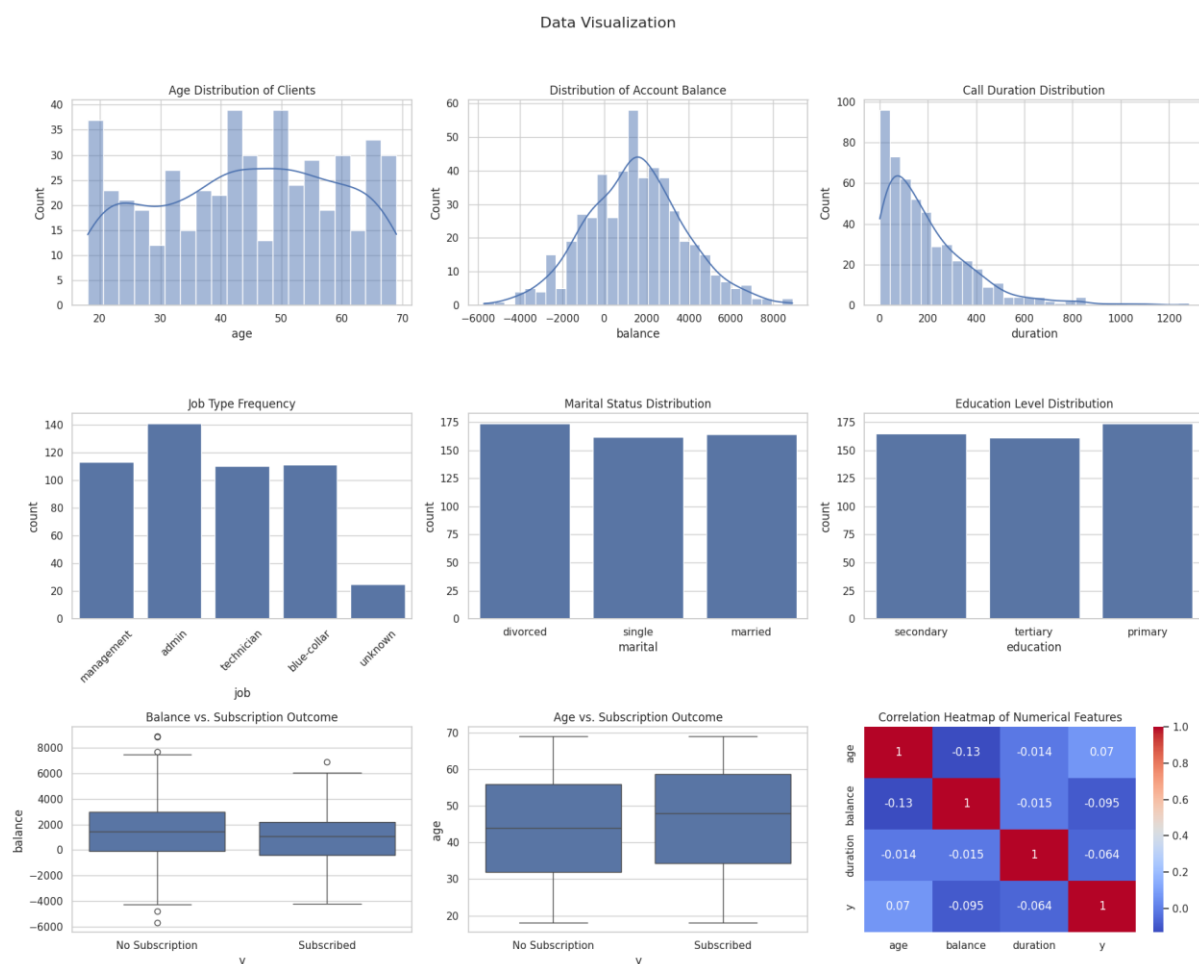 Data Visualization
Age Distribution of Clients
40
35
30
25
20
15
10
5
0
Count
20 30 40 50 60 70
age
Distribution of Account Balance
60
50
40
30
20
10
0
Count
−6000 −4000 −2000 0 2000 4000 6000 8000
balance
Call Duration Distribution
100
80
60
40
20
0
Count
0 200 400 600 800 1000 1200
duration
Job Type Frequency
140
120
100
80
60
40
20
0
count
management admin technician blue-collar unknown
job
Marital Status Distribution
175
150
125
100
75
50
25
0
count
divorced single married
marital
Education Level Distribution
175
150
125
100
75
50
25
0
count
secondary tertiary primary
education
Balance vs. Subscription Outcome
8000
6000
4000
2000
0
−2000
−4000
−6000
balance
No Subscription Subscribed
y
Age vs. Subscription Outcome
70
60
50
40
30
20
age
No Subscription Subscribed
y
Correlation Heatmap of Numerical Features
age 1 -0.13 -0.014 0.07
balance -0.13 1 -0.015 -0.095
duration -0.014 -0.015 1 -0.064
y 0.07 -0.095 -0.064 1
age balance duration y
1.0
0.8
0.6
0.4
0.2
0.0